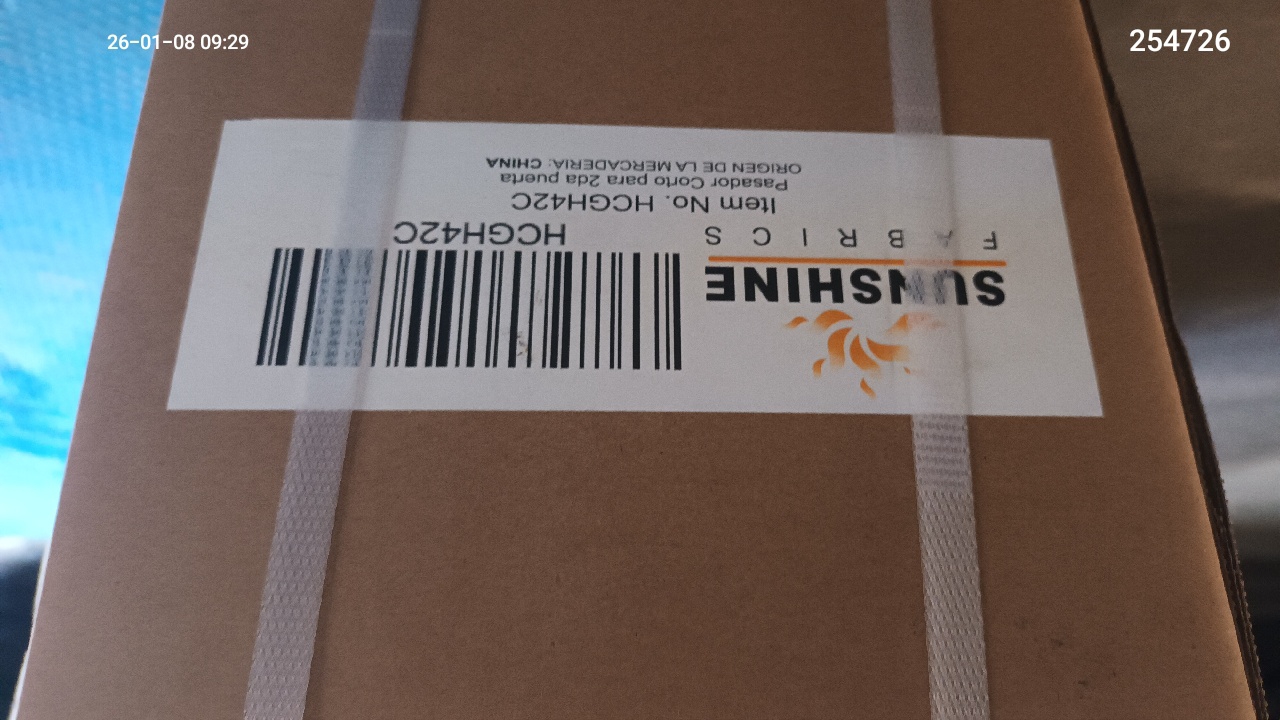 26-01-08 09:29
254726
SUNSHINE
FABRICS
HCGH42C
Item No. HCGH42C
Pasador Corto para 2da puerta
ORIGEN DE LA MERCADERIA: CHINA